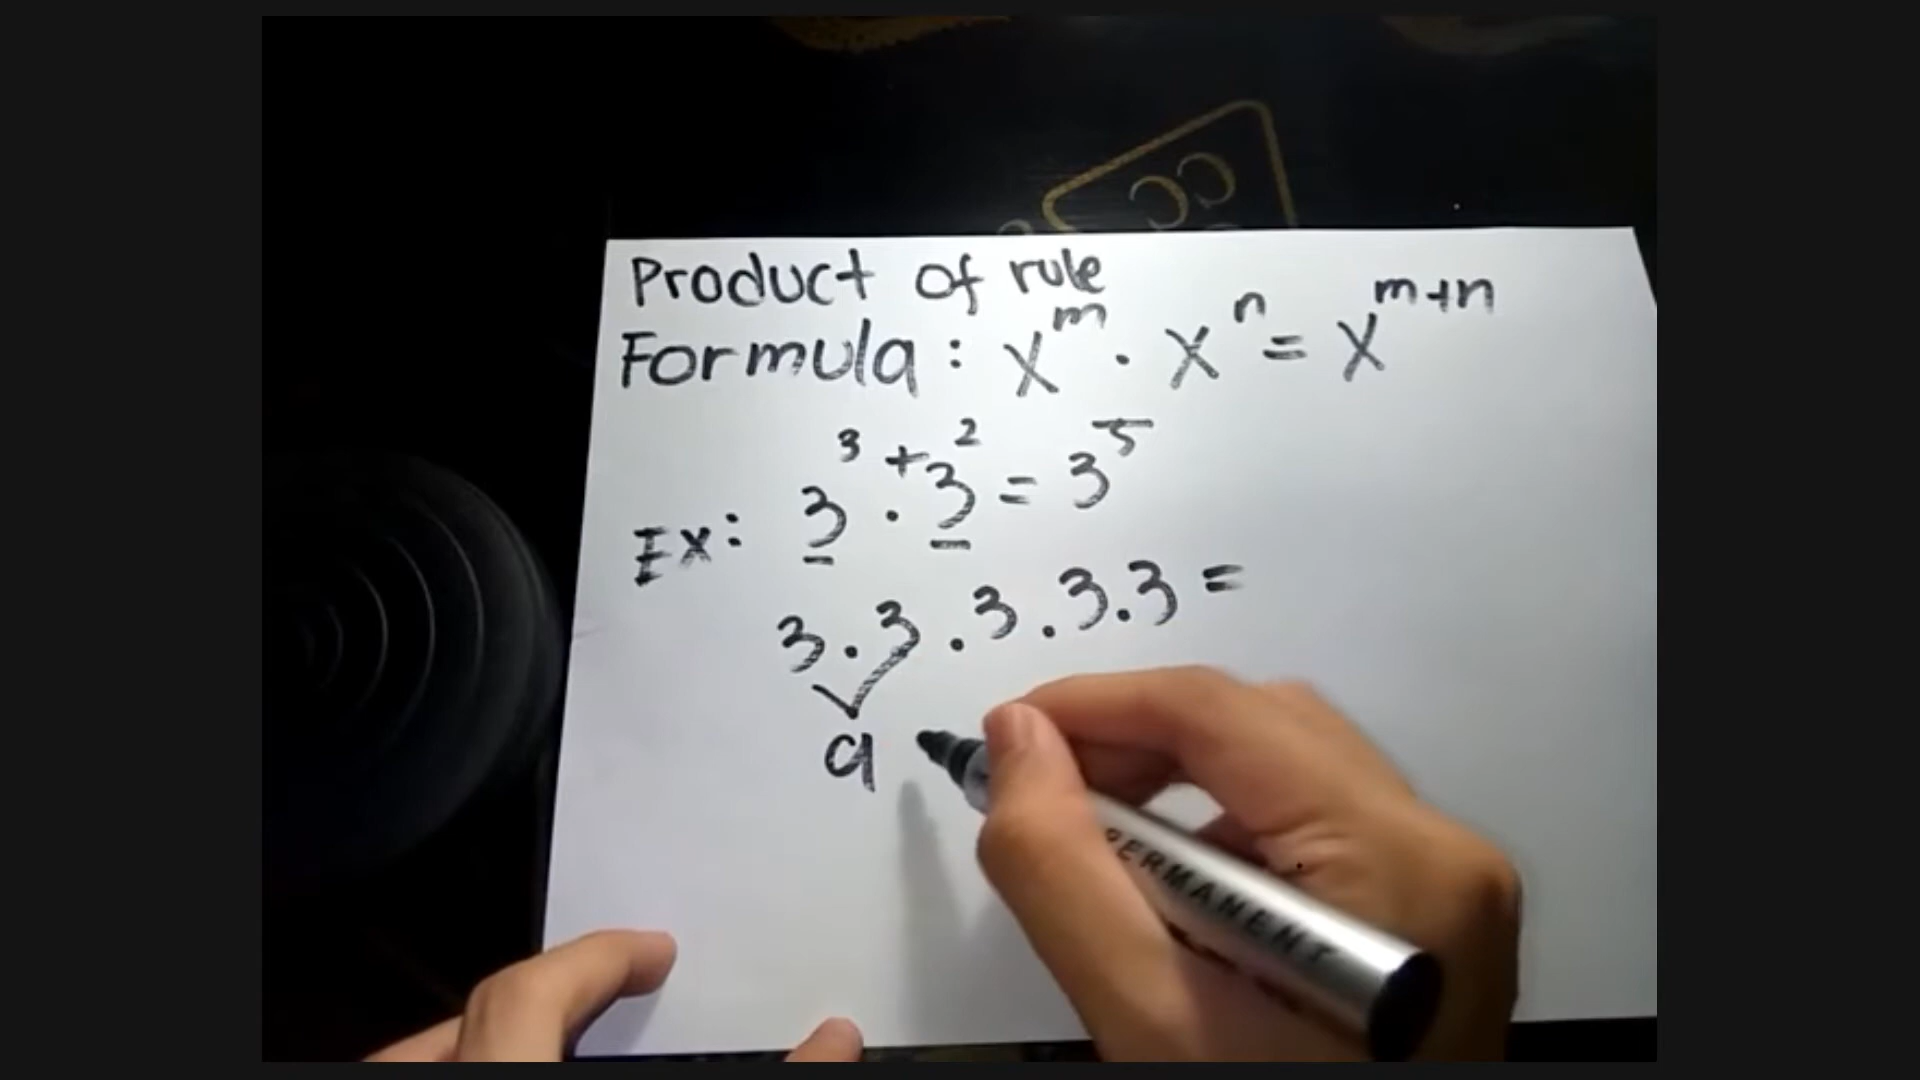 Product of rule
Formula: x^m · x^n = x^m+n
Ex: 3^3 · + 3^2 = 3^5
3 . 3 . 3 . 3 . 3 =
9
PERMANENT